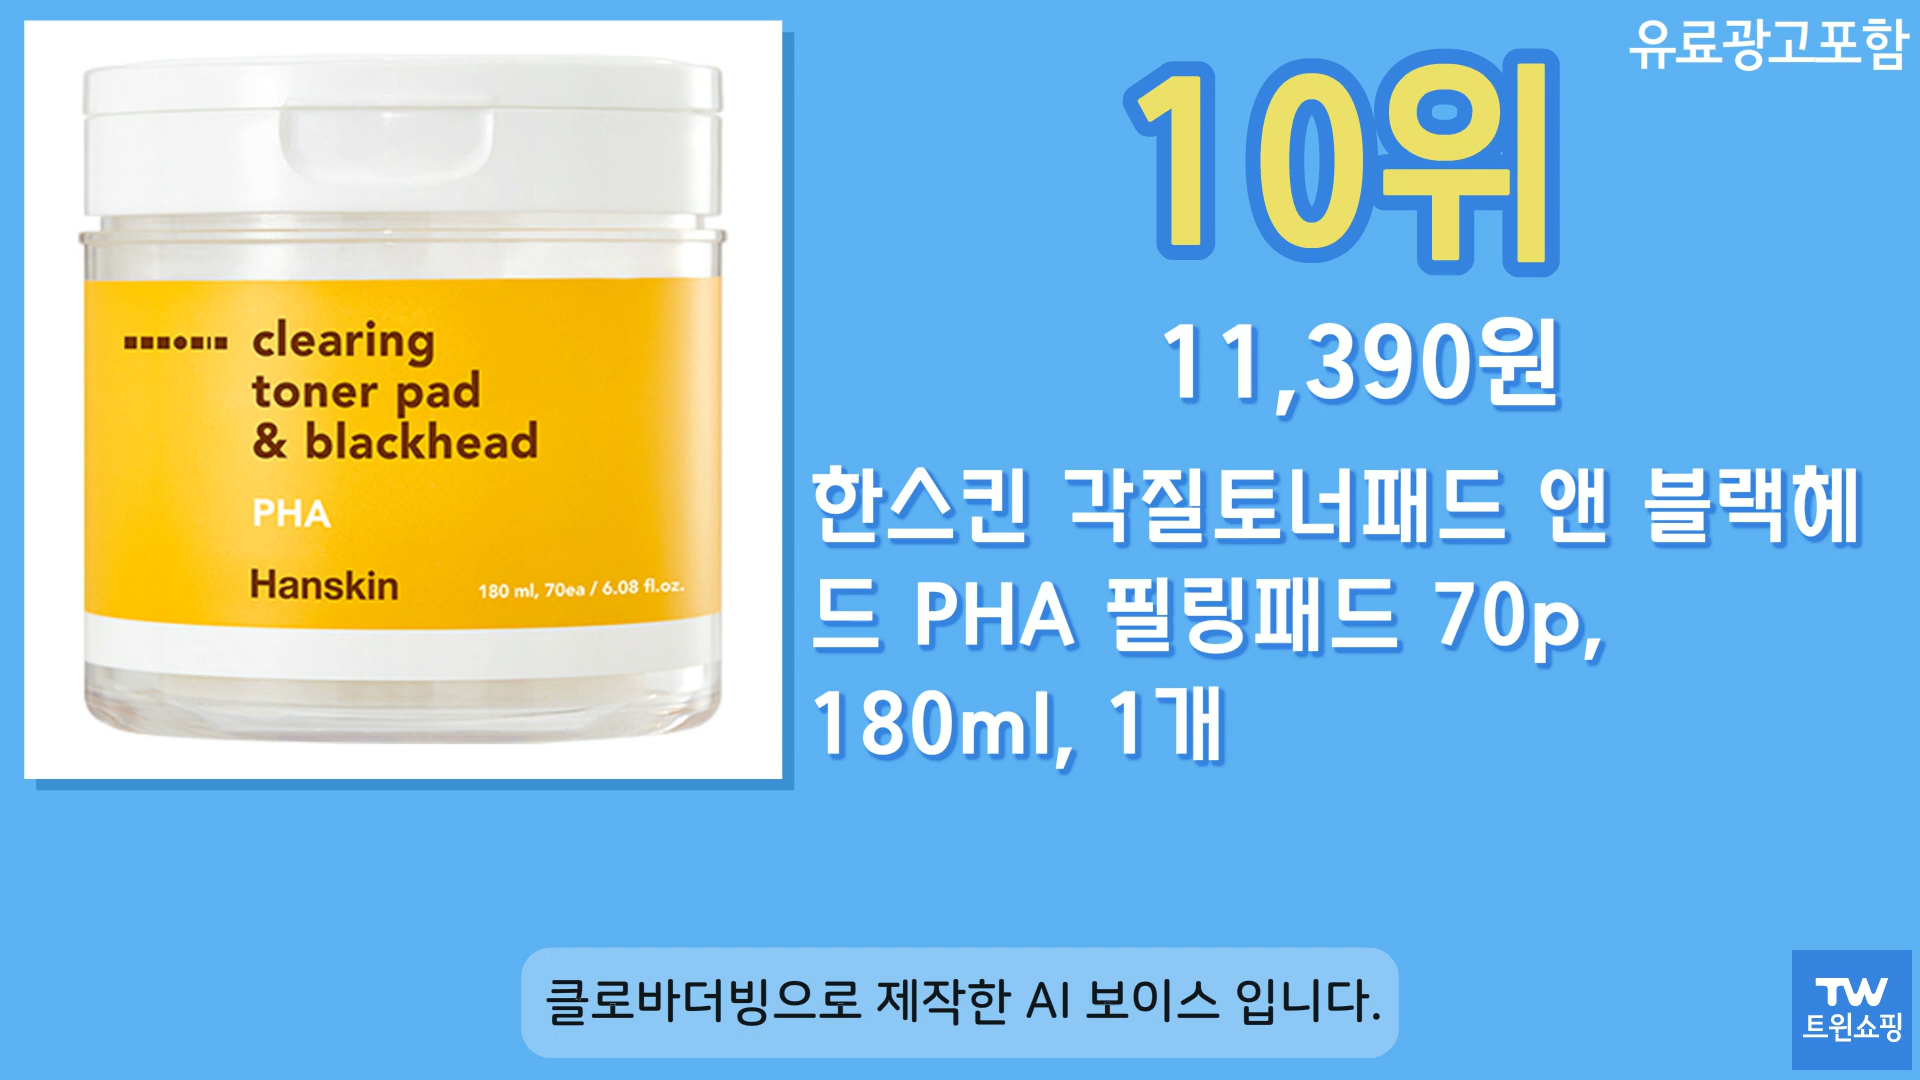 유료광고포함
10위
11,390원
한스킨 각질토너패드 앤 블랙헤
드 PHA 필링패드 70p,
180ml, 1개
clearing
toner pad
& blackhead
PHA
Hanskin
180 ml, 70ea / 6.08 fl.oz.
클로바더빙으로 제작한 AI 보이스 입니다.
TW
트윈쇼핑